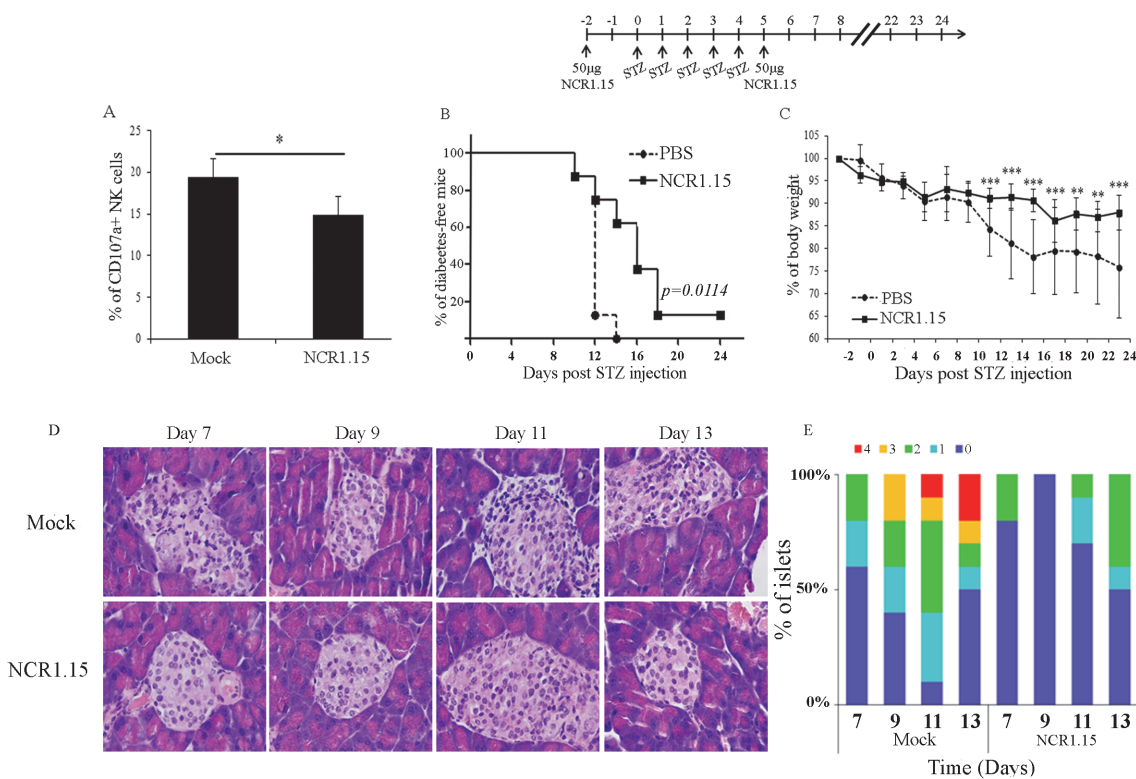 -2 -1 0 1 2 3 4 5 6 7 8 22 23 24
50µg STZ STZ STZ STZ STZ 50µg
NCR1.15 NCR1.15
A
% of CD107a+ NK cells
25
20
15
10
5
0
*
Mock NCR1.15
B
% of diabeetes-free mice
100
80
60
40
20
PBS
NCR1.15
p=0.0114
0 4 8 12 16 20 24
Days post STZ injection
C
% of body weight
105
100
95
90
85
80
75
70
65
60
*** *** *** *** ** ** ***
PBS
NCR1.15
-2 0 2 4 6 8 10 12 14 16 18 20 22 24
Days post STZ injection
D
Day 7 Day 9 Day 11 Day 13
Mock
NCR1.15
E
4 3 2 1 0
% of islets
100%
50%
0%
7 9 11 13 7 9 11 13
Mock NCR1.15
Time (Days)